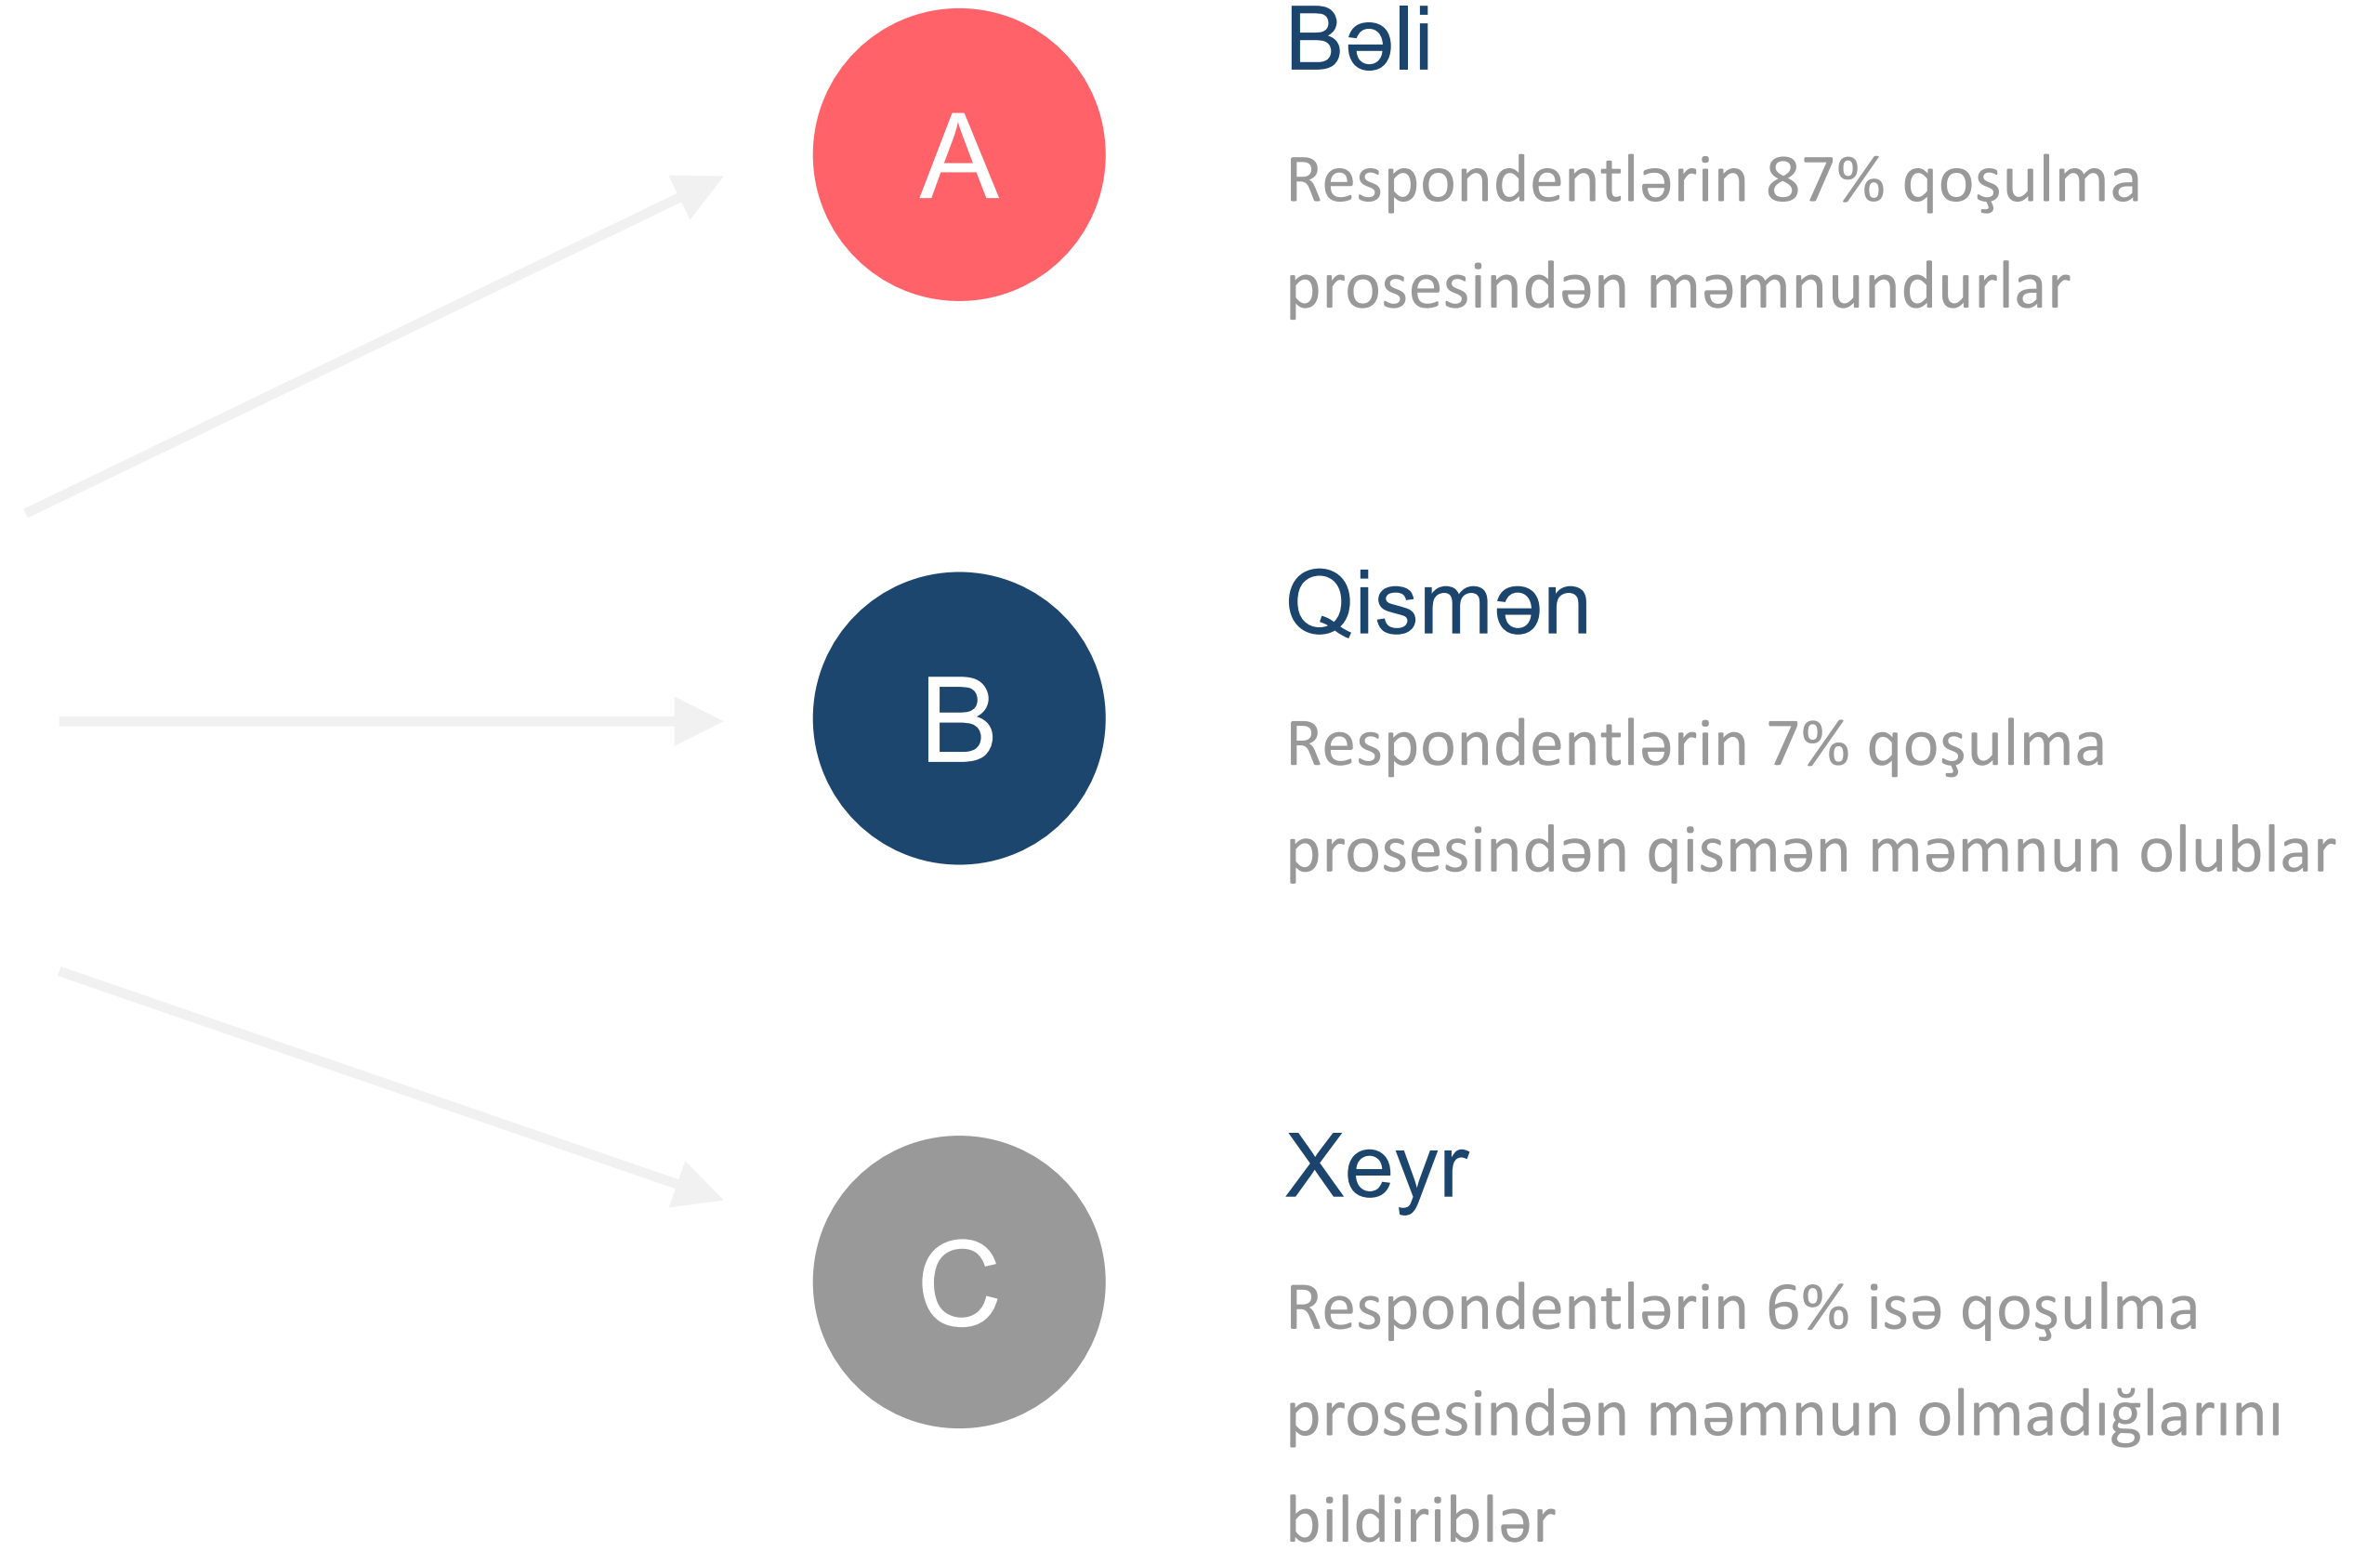 A
Bəli
Respondentlərin 87% qoşulma
prosesindən məmnundurlar
B
Qismən
Respondentlərin 7% qoşulma
prosesindən qismən məmnun olublar
C
Xeyr
Respondentlərin 6% isə qoşulma
prosesindən məmnun olmadığlarını
bildiriblər